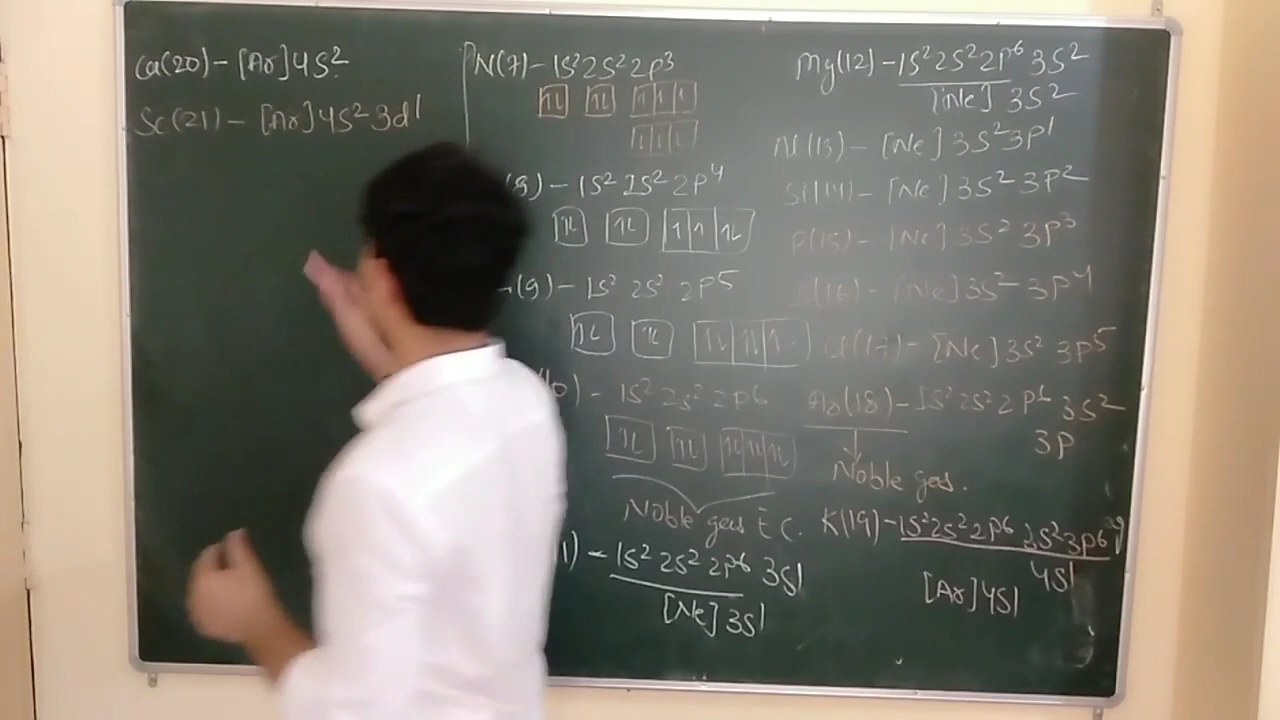 Ca(20) - [Ar] 4S²
Sc(21) - [Ar] 4S² 3d¹
N(7) - 1S² 2S² 2P³
(8) - 1S² 2S² 2P⁴
(9) - 1S² 2S² 2P⁵
- 1S² 2S² 2P⁶
Noble gas E.C.
1) - 1S² 2S² 2P⁶ 3S¹
[Ne] 3S¹
Mg(12) - 1S² 2S² 2P⁶ 3S²
[Ne] 3S²
Al(13) - [Ne] 3S² 3P¹
Si(14) - [Ne] 3S² 3P²
P(15) - [Ne] 3S² 3P³
S(16) - [Ne] 3S² 3P⁴
Cl(17) - [Ne] 3S² 3P⁵
Ar(18) - 1S² 2S² 2P⁶ 3S²
3P
Noble gas.
K(19) - 1S² 2S² 2P⁶ 3S² 3P⁶
4S¹
[Ar] 4S¹